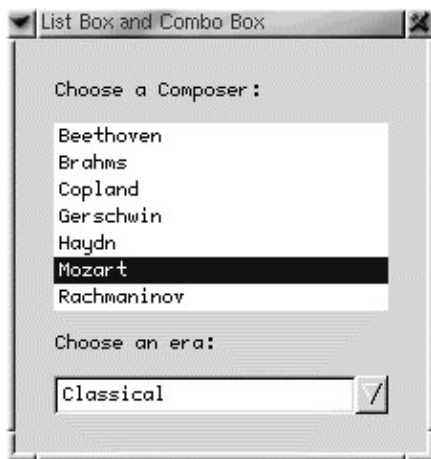 List Box and Combo Box
Choose a Composer:
Beethoven
Brahms
Copland
Gerschwin
Haydn
Mozart
Rachmaninov
Choose an era:
Classical